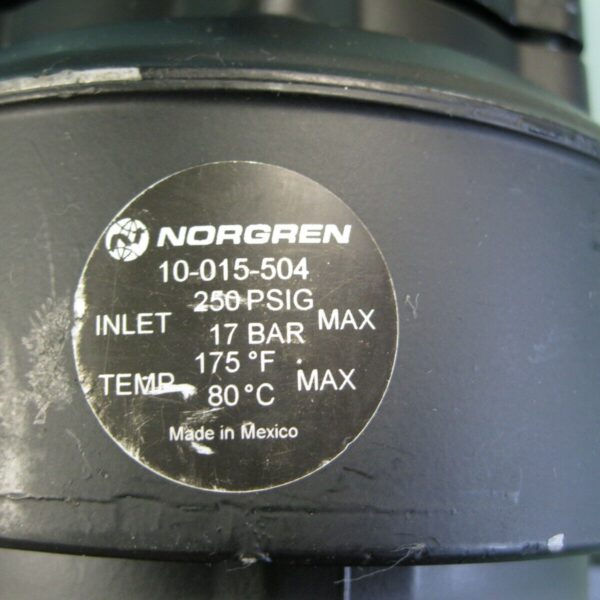 NORGREN
10-015-504
250 PSIG
INLET MAX
17 BAR
175 °F
TEMP MAX
80 °C
Made in Mexico